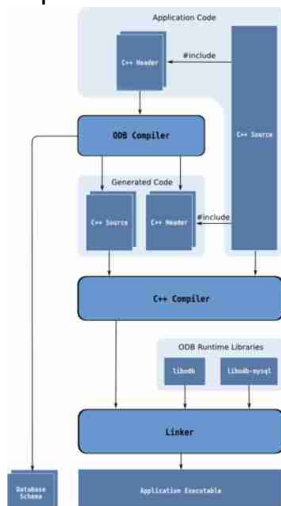 Application Code
#include
C++ Header
ODB Compiler
C++ Source
Generated Code
C++ Source
C++ Header
#include
C++ Compiler
ODB Runtime Libraries
libodb
libodb-mysql
Linker
Database
Schema
Application Executable